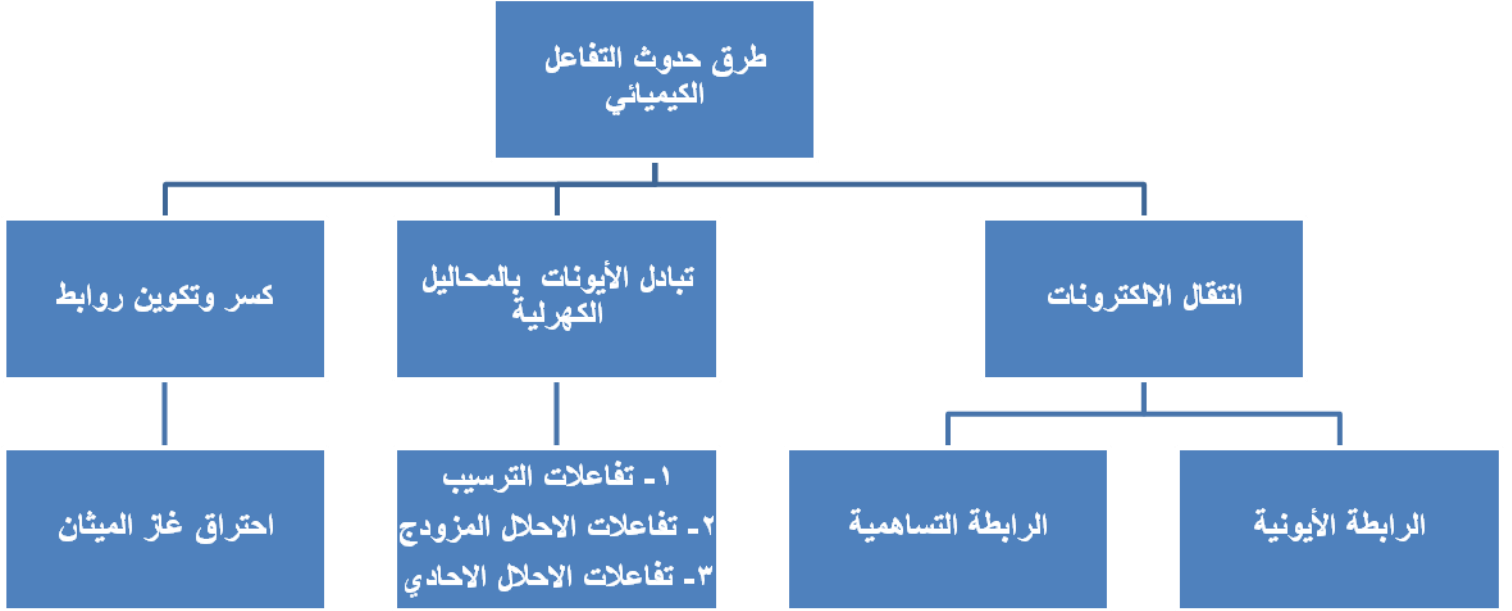 طرق حدوث التفاعل
الكيميائي
انتقال الالكترونات
تبادل الأيونات بالمحاليل
الكهرلية
كسر وتكوين روابط
الرابطة الأيونية
الرابطة التساهمية
١- تفاعلات الترسيب
٢- تفاعلات الاحلال المزودج
٣- تفاعلات الاحلال الاحادي
احتراق غاز الميثان